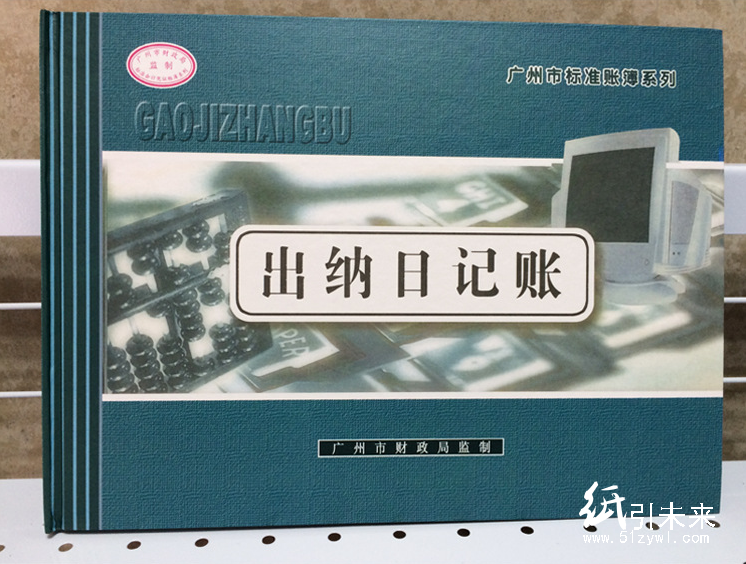 广州市财政局
监制
广州市标准账簿系列
GAOJIZHANGBU
出纳日记账
广州市财政局监制
纸引未来
www.51zywl.com